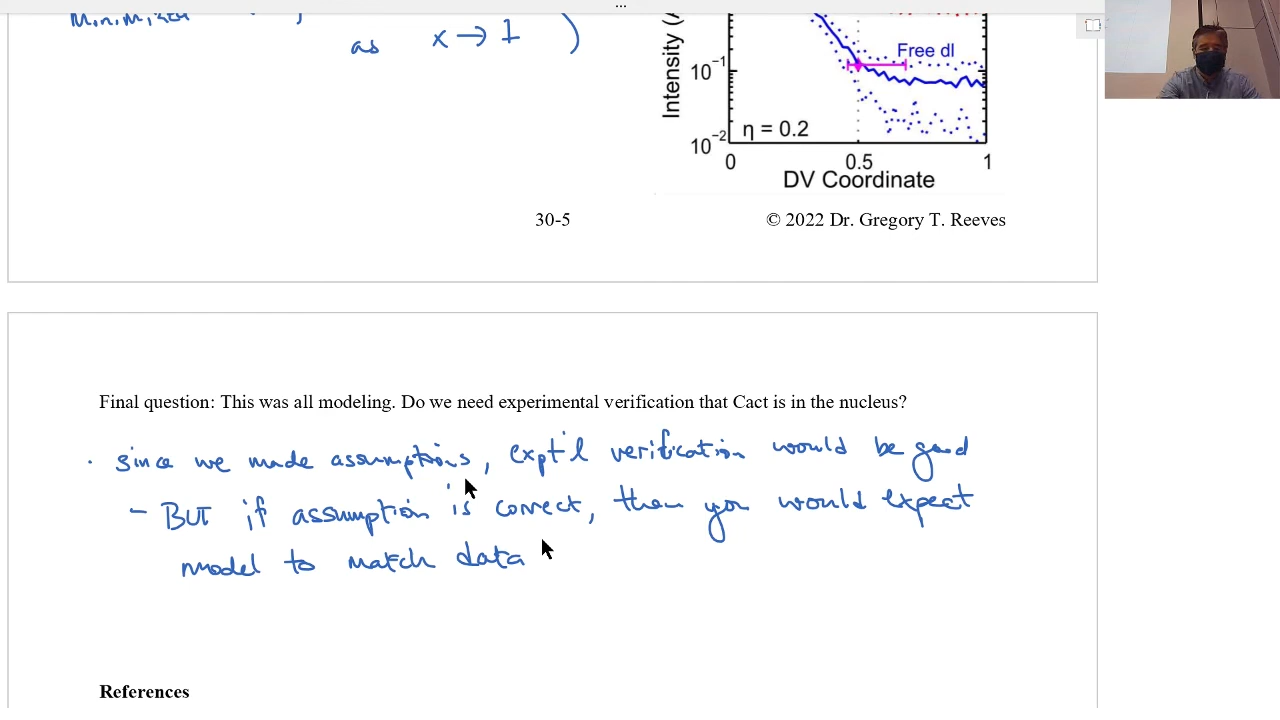 Minimized
as x → 1 )
Intensity (A
10⁻¹
10⁻²
Free dl
η = 0.2
0 0.5 1
DV Coordinate
30-5 © 2022 Dr. Gregory T. Reeves
Final question: This was all modeling. Do we need experimental verification that Cact is in the nucleus?
· since we made assumptions, expt'l verification would be good
- BUT if assumption is correct, then you would expect
model to match data
References